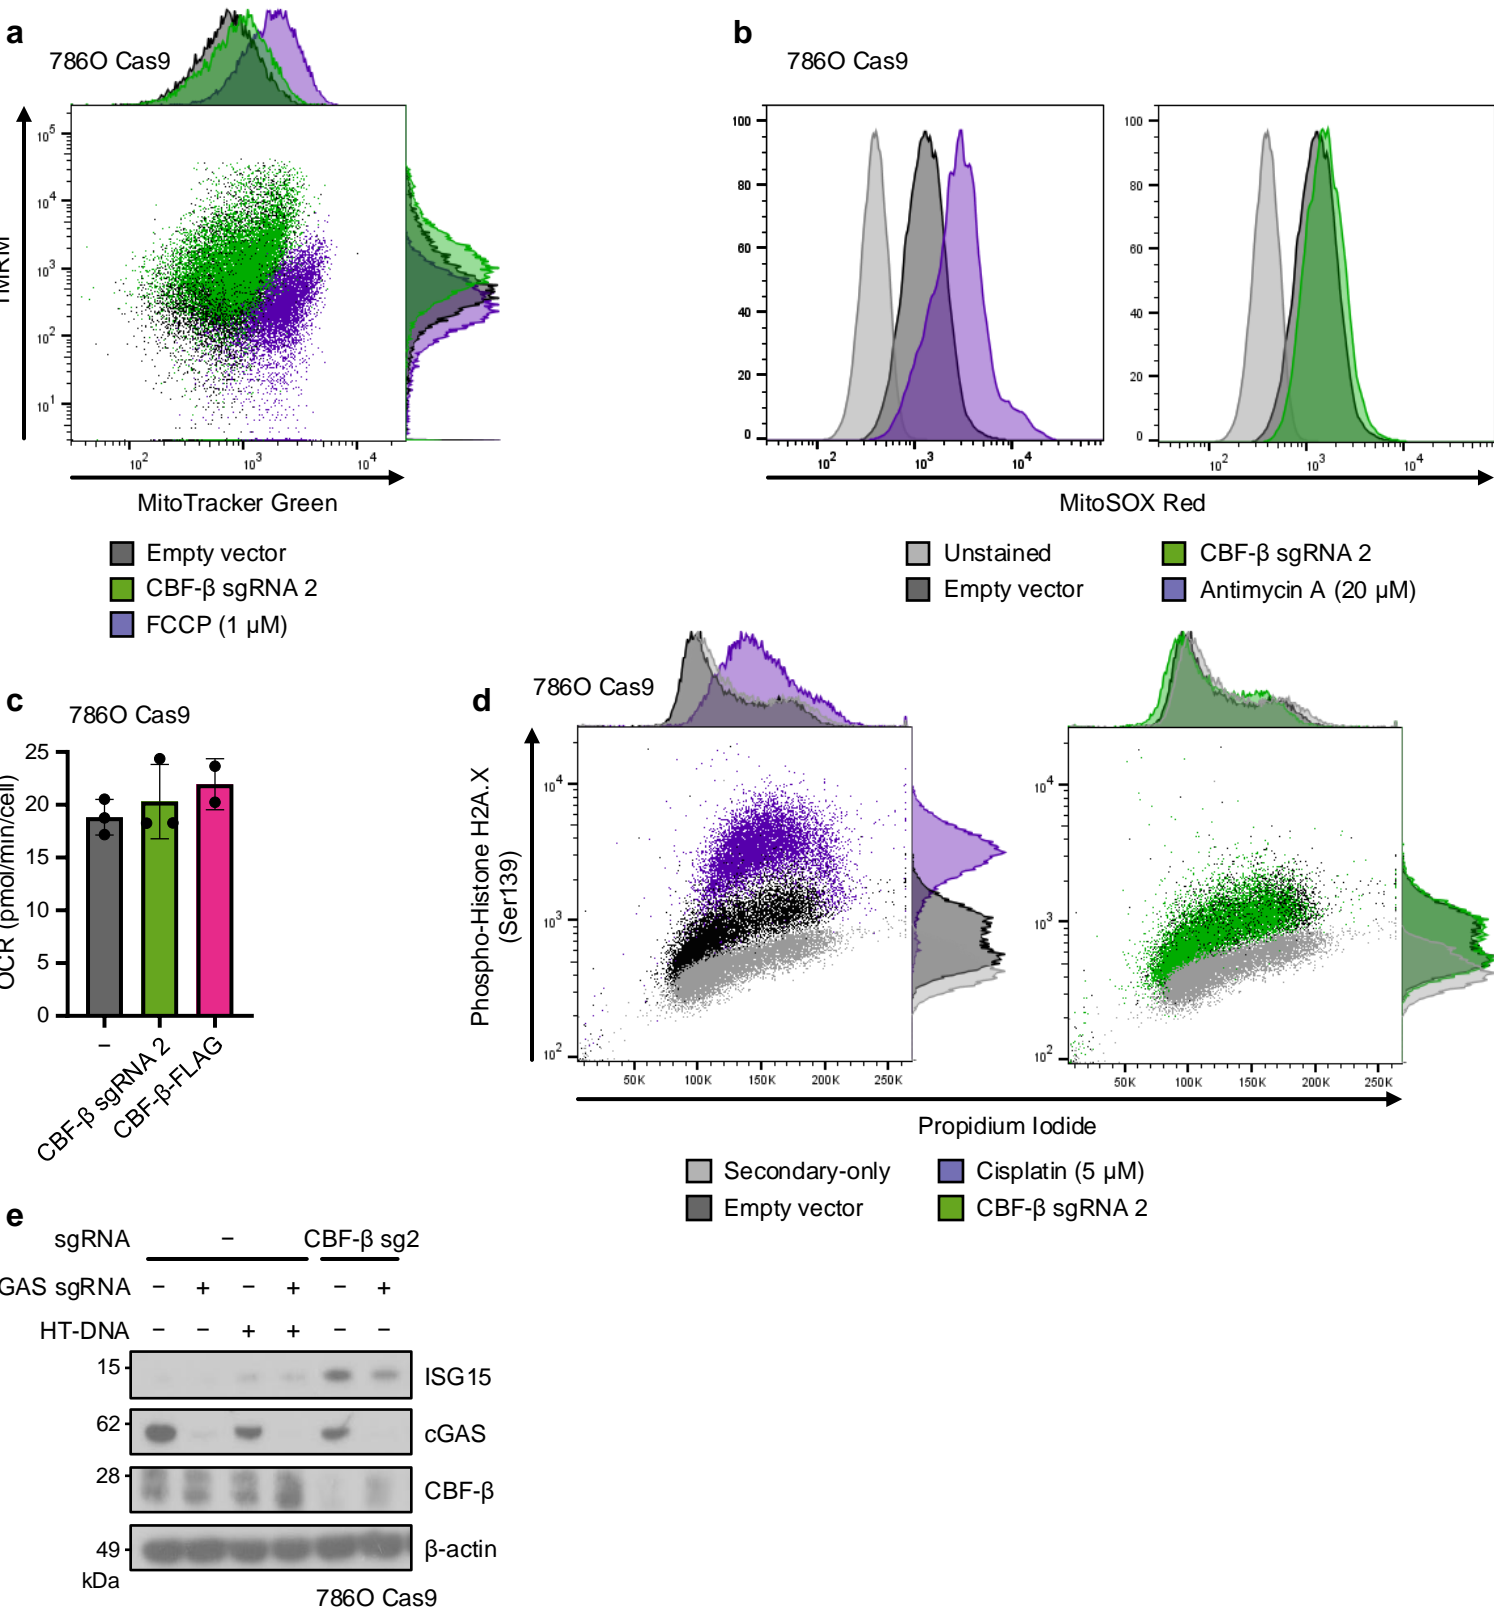 a
786O Cas9
10^5
10^4
10^3
10^2
10^1
10^2
10^3
10^4
MitoTracker Green
Empty vector
CBF-β sgRNA 2
FCCP (1 µM)
b
786O Cas9
100
80
60
40
20
0
10^2
10^3
10^4
100
80
60
40
20
0
10^2
10^3
10^4
MitoSOX Red
Unstained
Empty vector
CBF-β sgRNA 2
Antimycin A (20 µM)
c
786O Cas9
OCR (pmol/min/cell)
25
20
15
10
5
0
–
CBF-β sgRNA 2
CBF-β-FLAG
d
786O Cas9
Phospho-Histone H2A.X
(Ser139)
10^4
10^3
10^2
50K
100K
150K
200K
250K
10^4
10^3
10^2
50K
100K
150K
200K
250K
Propidium Iodide
Secondary-only
Empty vector
Cisplatin (5 µM)
CBF-β sgRNA 2
e
sgRNA – CBF-β sg2
GAS sgRNA – + – + – +
HT-DNA – – + + – –
15 ISG15
62 cGAS
28 CBF-β
49 β-actin
kDa
786O Cas9